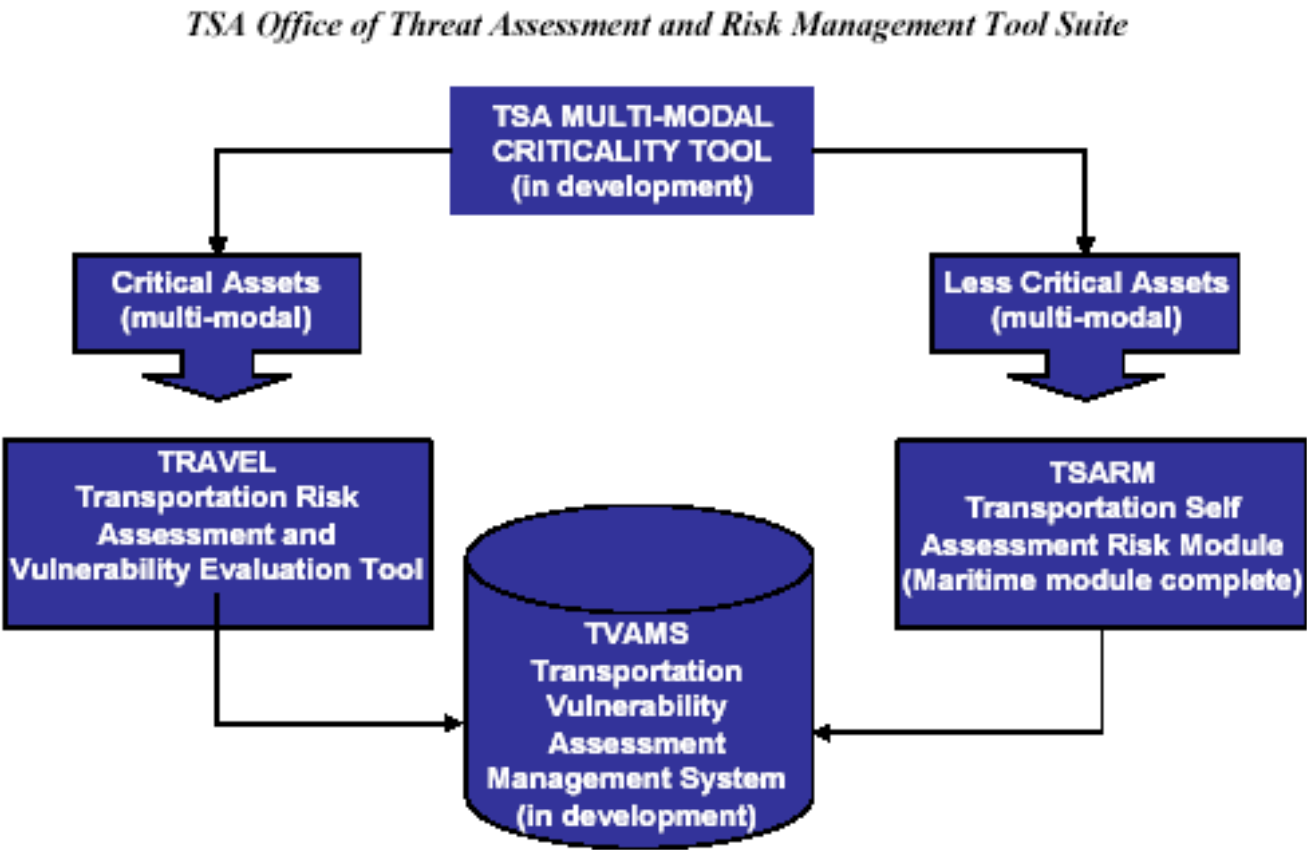 TSA Office of Threat Assessment and Risk Management Tool Suite
TSA MULTI-MODAL
CRITICALITY TOOL
(in development)
Critical Assets
(multi-modal)
Less Critical Assets
(multi-modal)
TRAVEL
Transportation Risk
Assessment and
Vulnerability Evaluation Tool
TSARM
Transportation Self
Assessment Risk Module
(Maritime module complete)
TVAMS
Transportation
Vulnerability
Assessment
Management System
(in development)